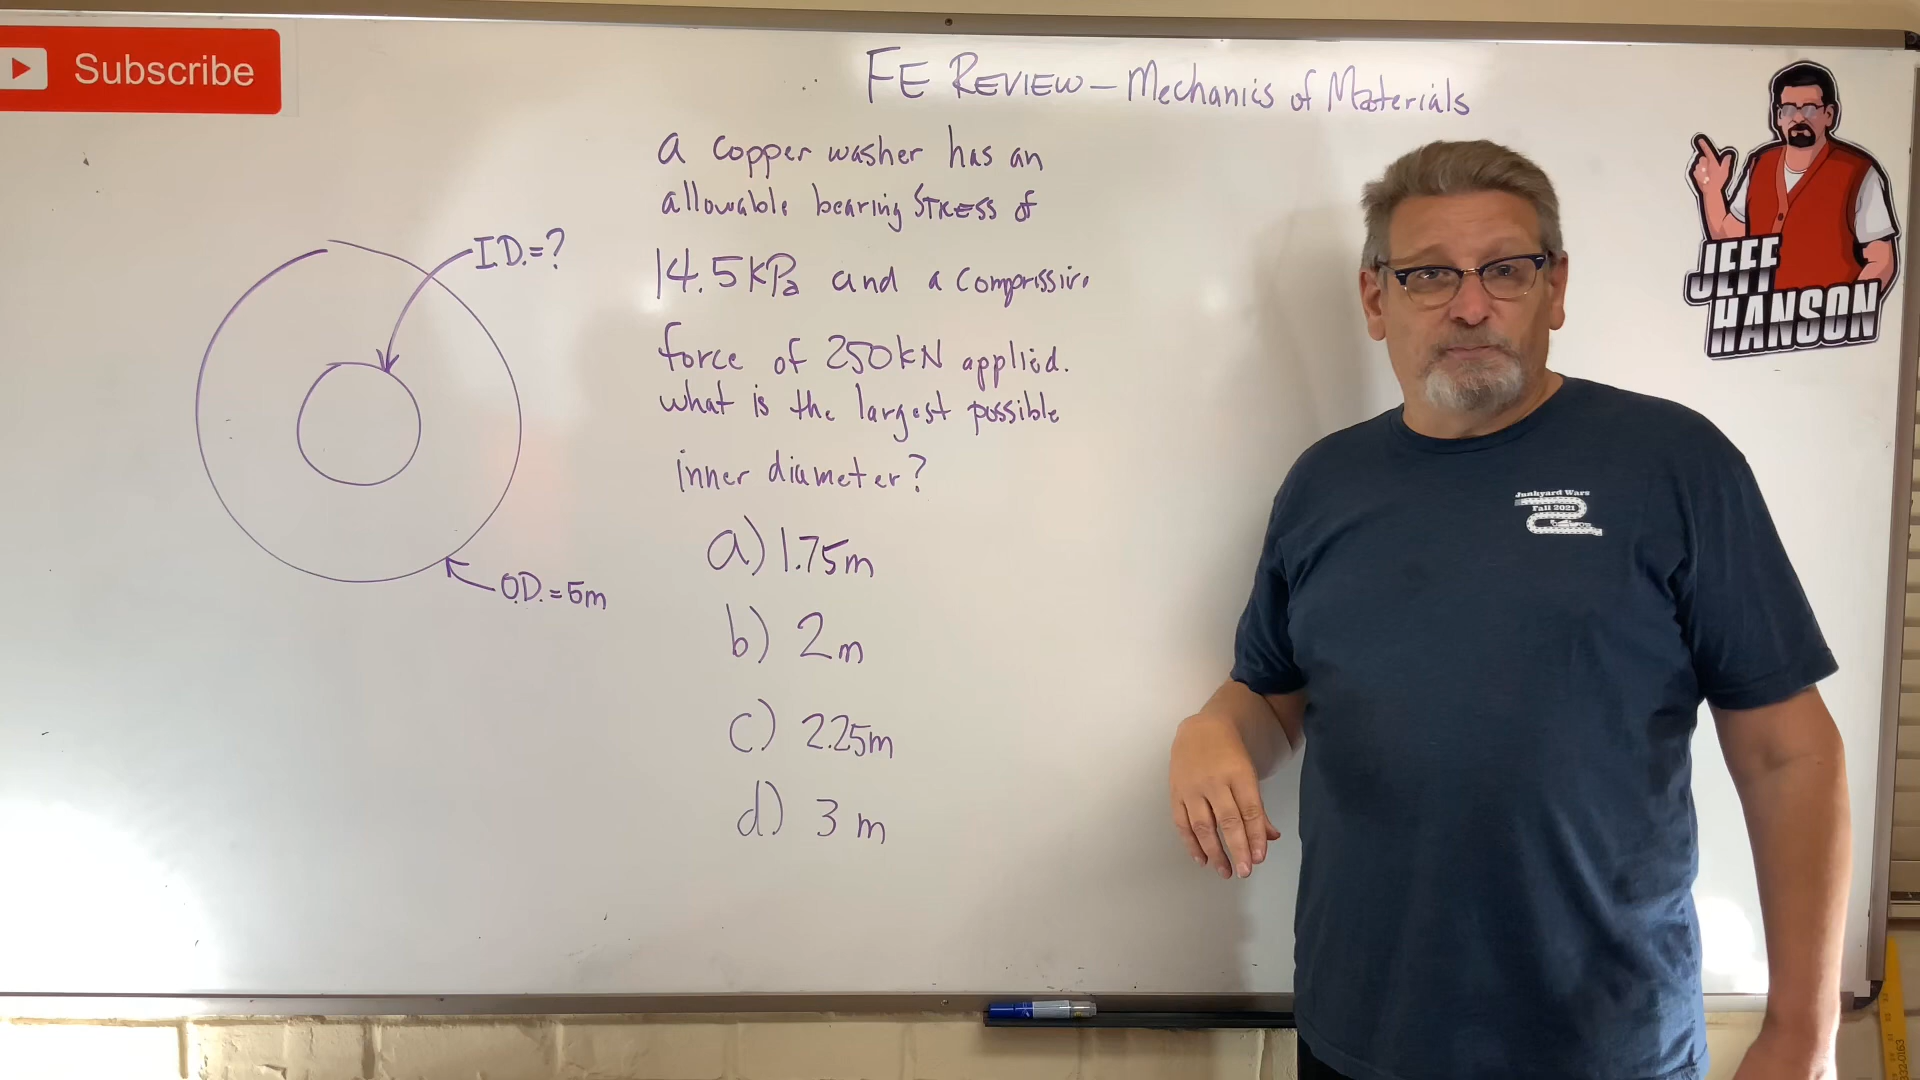 Subscribe
FE REVIEW – Mechanics of Materials
a copper washer has an
allowable bearing STRESS of
14.5 kPa and a compressive
force of 250 kN applied.
what is the largest possible
inner diameter?
a) 1.75m
b) 2m
c) 2.25m
d) 3 m
I.D. = ?
O.D. = 5m
JEFF
HANSON
Junkyard Wars
Fall 2021